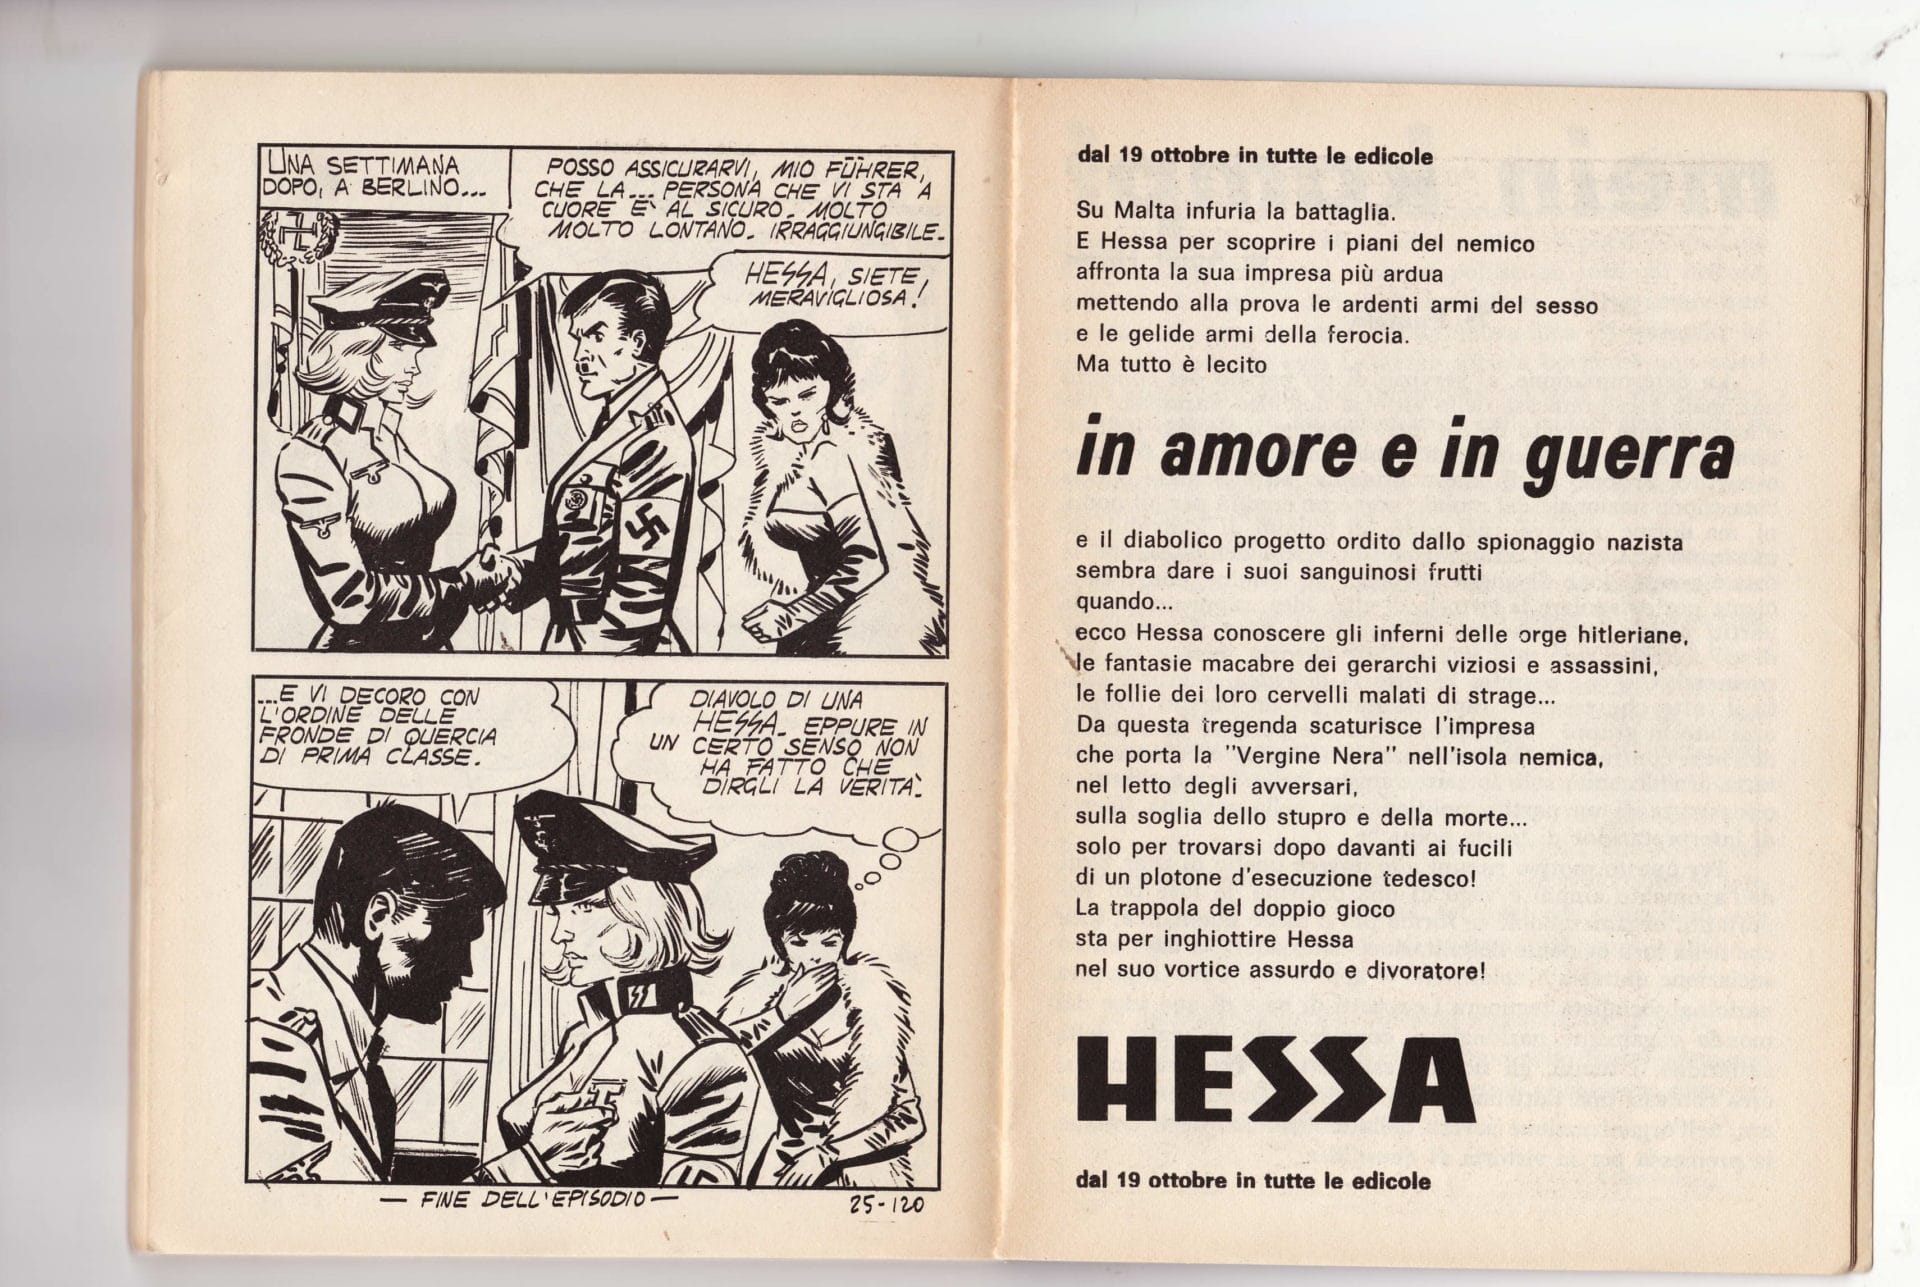 UNA SETTIMANA
DOPO, A BERLINO...
POSSO ASSICURARVI, MIO FÜHRER,
CHE LA... PERSONA CHE VI STA A
CUORE È AL SICURO. MOLTO
MOLTO LONTANO. IRRAGGIUNGIBILE.
HESSA, SIETE
MERAVIGLIOSA!
...E VI DECORO CON
L'ORDINE DELLE
FRONDE DI QUERCIA
DI PRIMA CLASSE.
DIAVOLO DI UNA
HESSA. EPPURE IN
UN CERTO SENSO NON
HA FATTO CHE
DIRGLI LA VERITÀ.
— FINE DELL'EPISODIO —
25-120
dal 19 ottobre in tutte le edicole
Su Malta infuria la battaglia.
E Hessa per scoprire i piani del nemico
affronta la sua impresa più ardua
mettendo alla prova le ardenti armi del sesso
e le gelide armi della ferocia.
Ma tutto è lecito
in amore e in guerra
e il diabolico progetto ordito dallo spionaggio nazista
sembra dare i suoi sanguinosi frutti
quando...
ecco Hessa conoscere gli inferni delle orge hitleriane,
le fantasie macabre dei gerarchi viziosi e assassini,
le follie dei loro cervelli malati di strage...
Da questa tregenda scaturisce l'impresa
che porta la "Vergine Nera" nell'isola nemica,
nel letto degli avversari,
sulla soglia dello stupro e della morte...
solo per trovarsi dopo davanti ai fucili
di un plotone d'esecuzione tedesco!
La trappola del doppio gioco
sta per inghiottire Hessa
nel suo vortice assurdo e divoratore!
HESSA
dal 19 ottobre in tutte le edicole